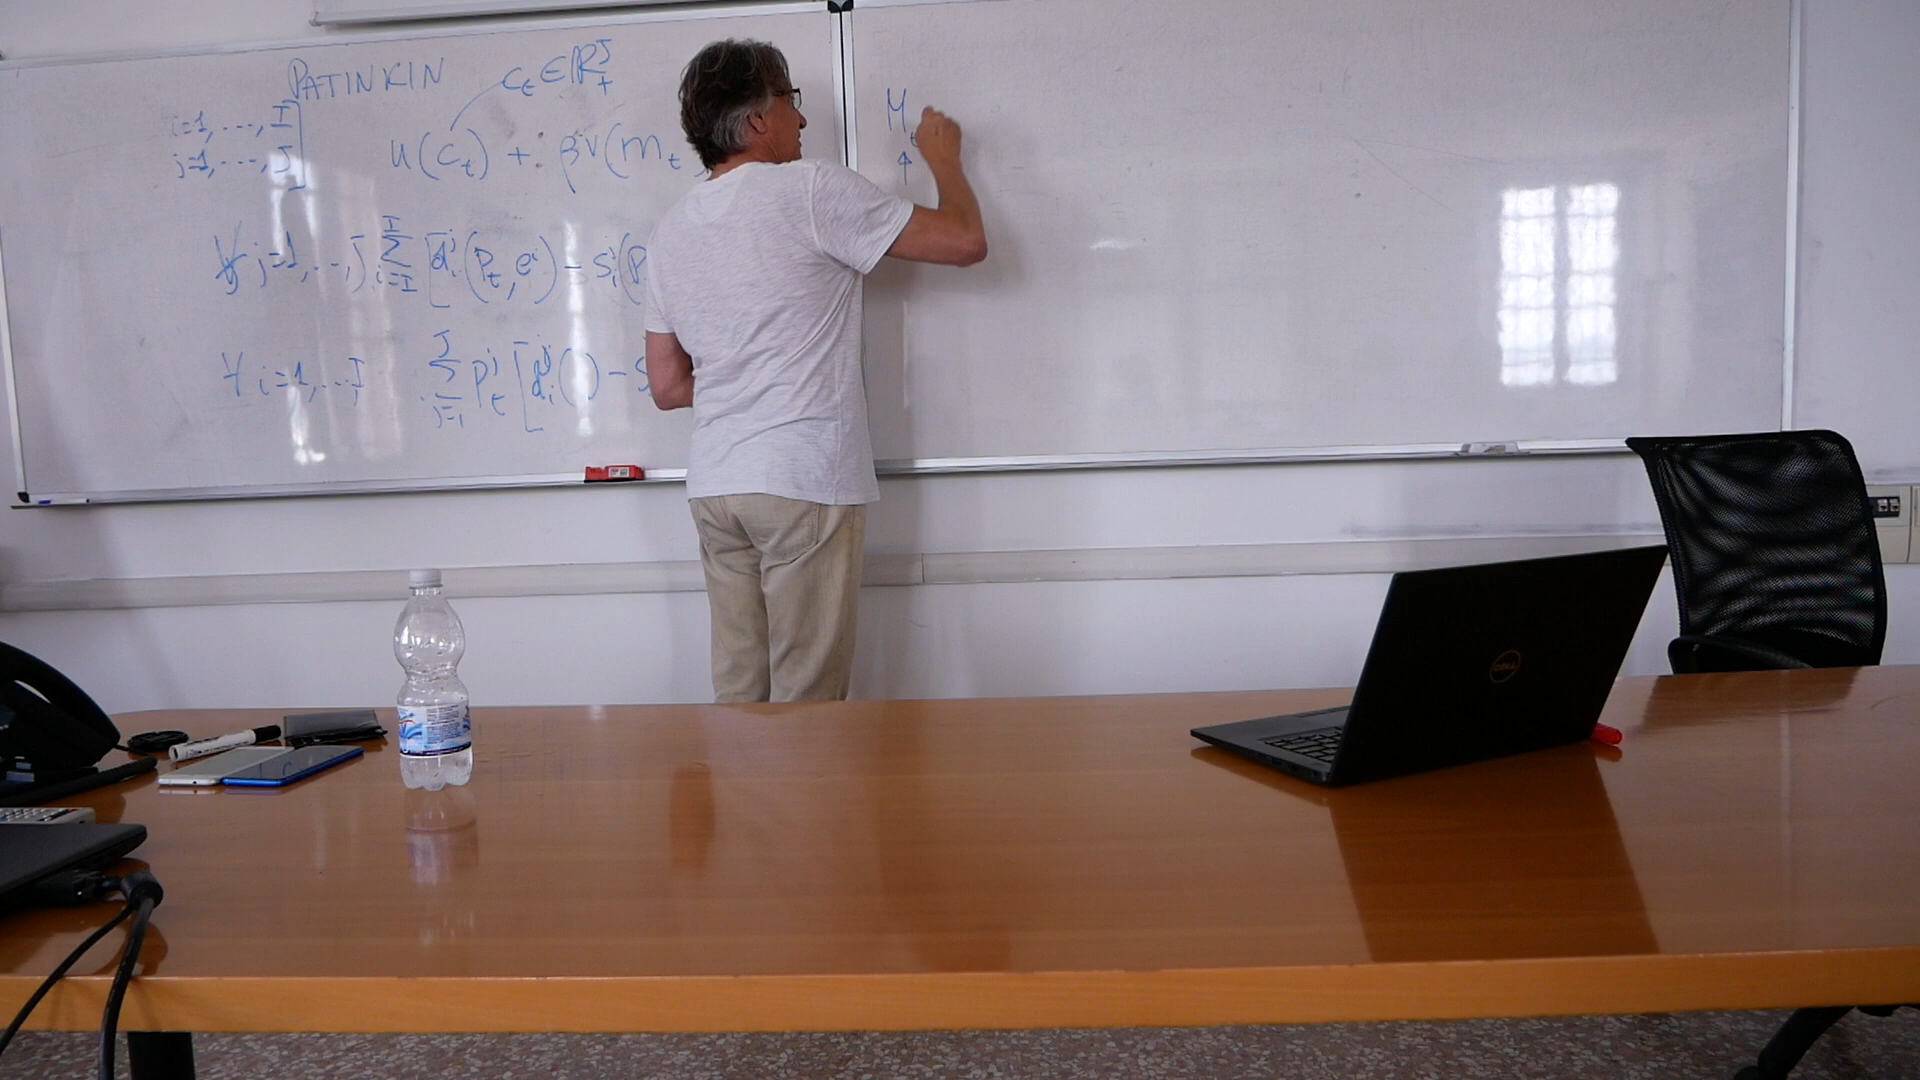 PATINKIN
c_t ∈ ℝ^J_+
i=1, ..., I
j=1, ..., J
u(c_t) + βv(m_t
∀ j=1, .., J Σ_{i=I}^{I} [d_i^j(p_t, e^i) - s_i^j(p
∀ i=1, ..., I Σ_{j=1}^{J} p_t^j [d_i^j( ) - s
M_t
DELL